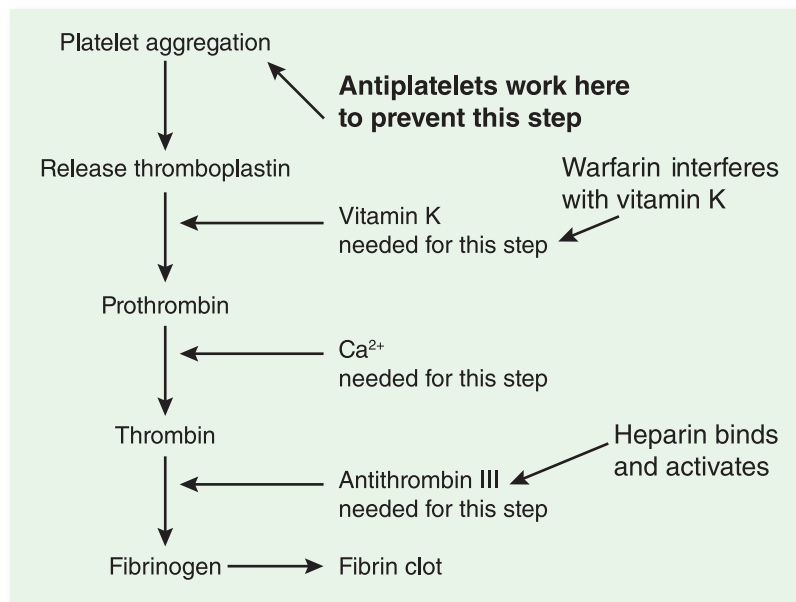 Platelet aggregation
Antiplatelets work here
to prevent this step
Release thromboplastin
Warfarin interferes
with vitamin K
Vitamin K
needed for this step
Prothrombin
Ca²⁺
needed for this step
Thrombin
Heparin binds
and activates
Antithrombin III
needed for this step
Fibrinogen
Fibrin clot